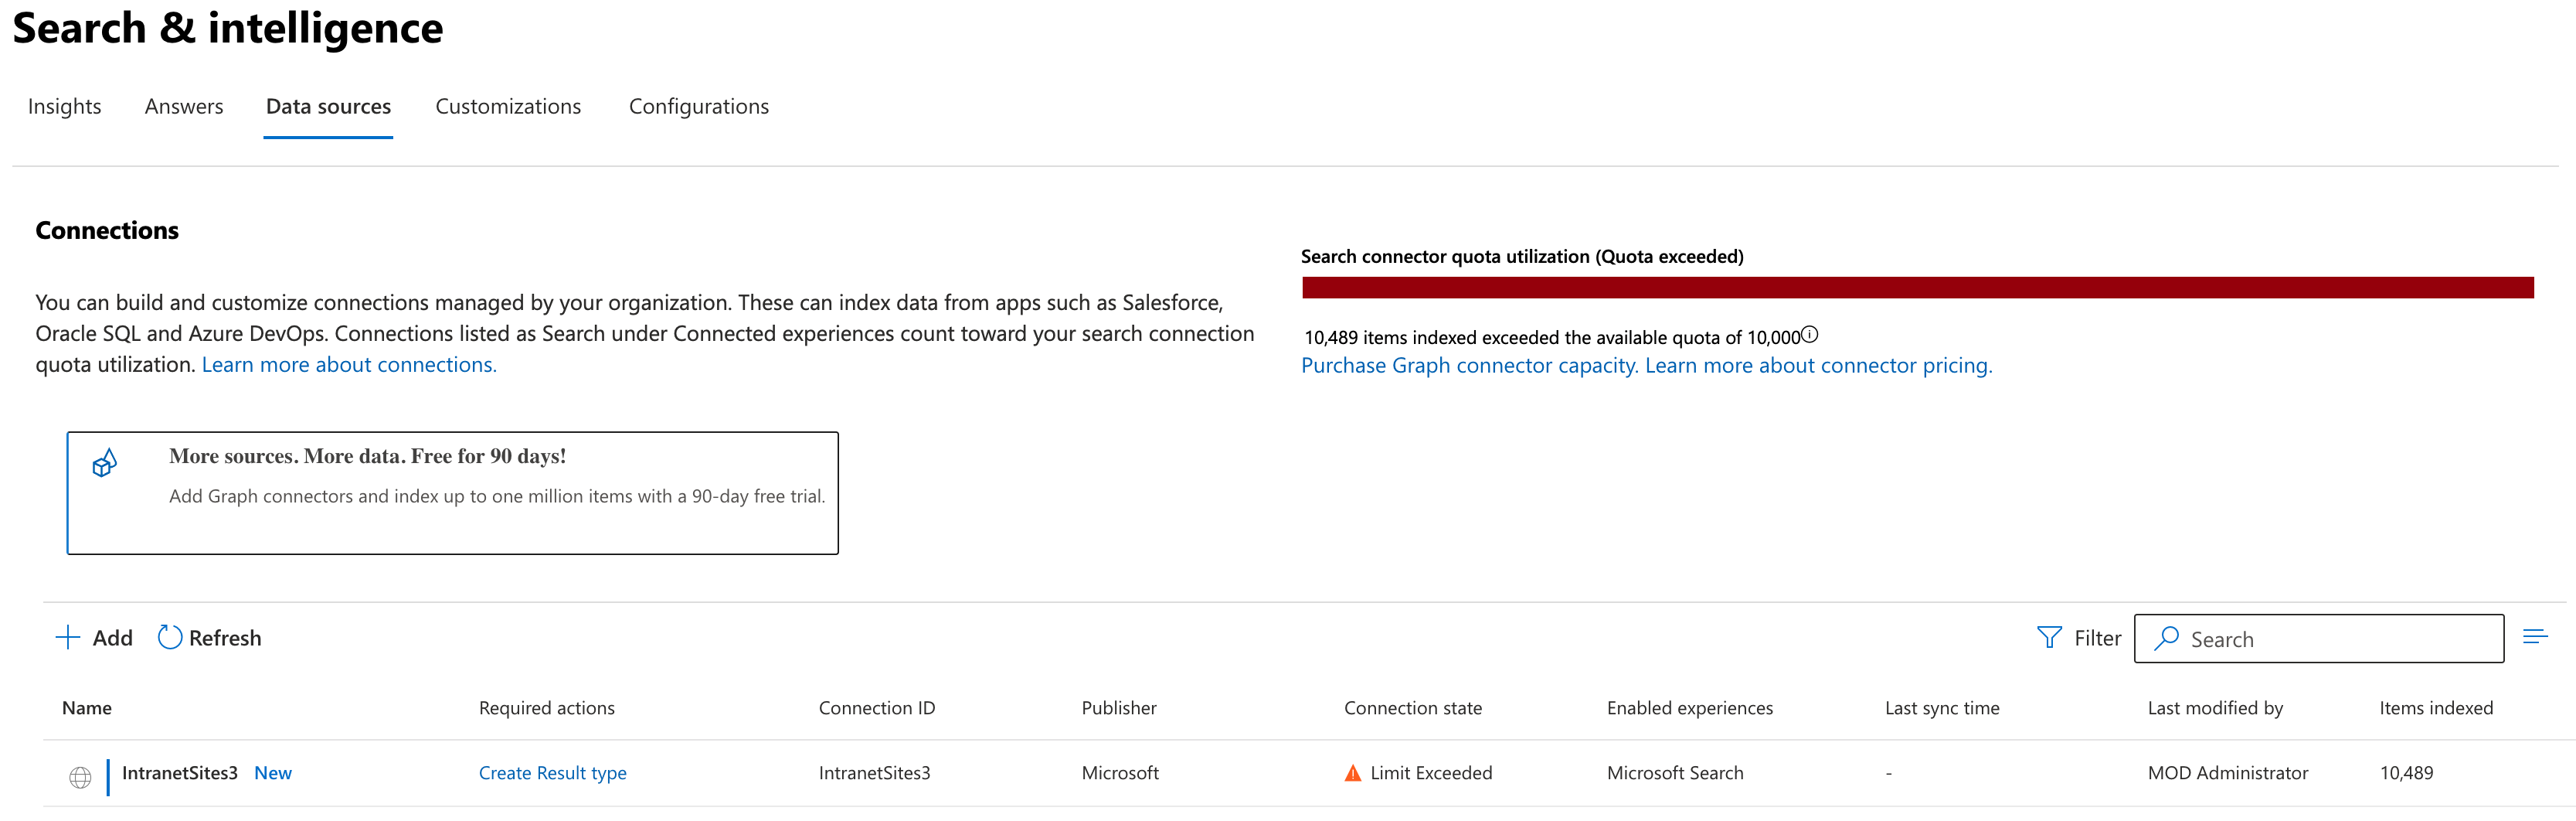 Search & intelligence
Insights Answers Data sources Customizations Configurations
Connections
You can build and customize connections managed by your organization. These can index data from apps such as Salesforce,
Oracle SQL and Azure DevOps. Connections listed as Search under Connected experiences count toward your search connection
quota utilization. Learn more about connections.
Search connector quota utilization (Quota exceeded)
10,489 items indexed exceeded the available quota of 10,000
Purchase Graph connector capacity. Learn more about connector pricing.
More sources. More data. Free for 90 days!
Add Graph connectors and index up to one million items with a 90-day free trial.
Add Refresh Filter Search
Name Required actions Connection ID Publisher Connection state Enabled experiences Last sync time Last modified by Items indexed
IntranetSites3 New Create Result type IntranetSites3 Microsoft Limit Exceeded Microsoft Search - MOD Administrator 10,489